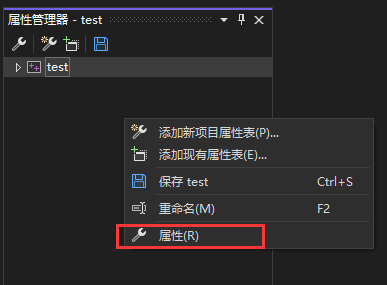 属性管理器 - test
test
添加新项目属性表(P)...
添加现有属性表(E)...
保存 test Ctrl+S
重命名(M) F2
属性(R)